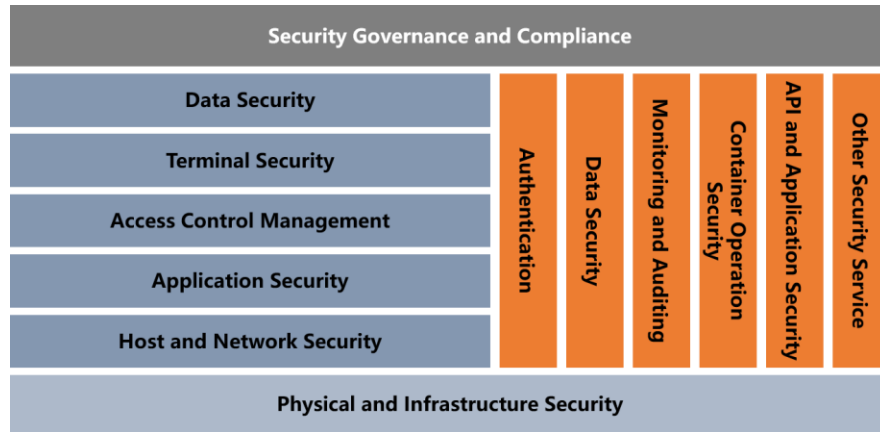 Security Governance and Compliance
Data Security
Terminal Security
Access Control Management
Application Security
Host and Network Security
Authentication
Data Security
Monitoring and Auditing
Container Operation
Security
API and Application Security
Other Security Service
Physical and Infrastructure Security